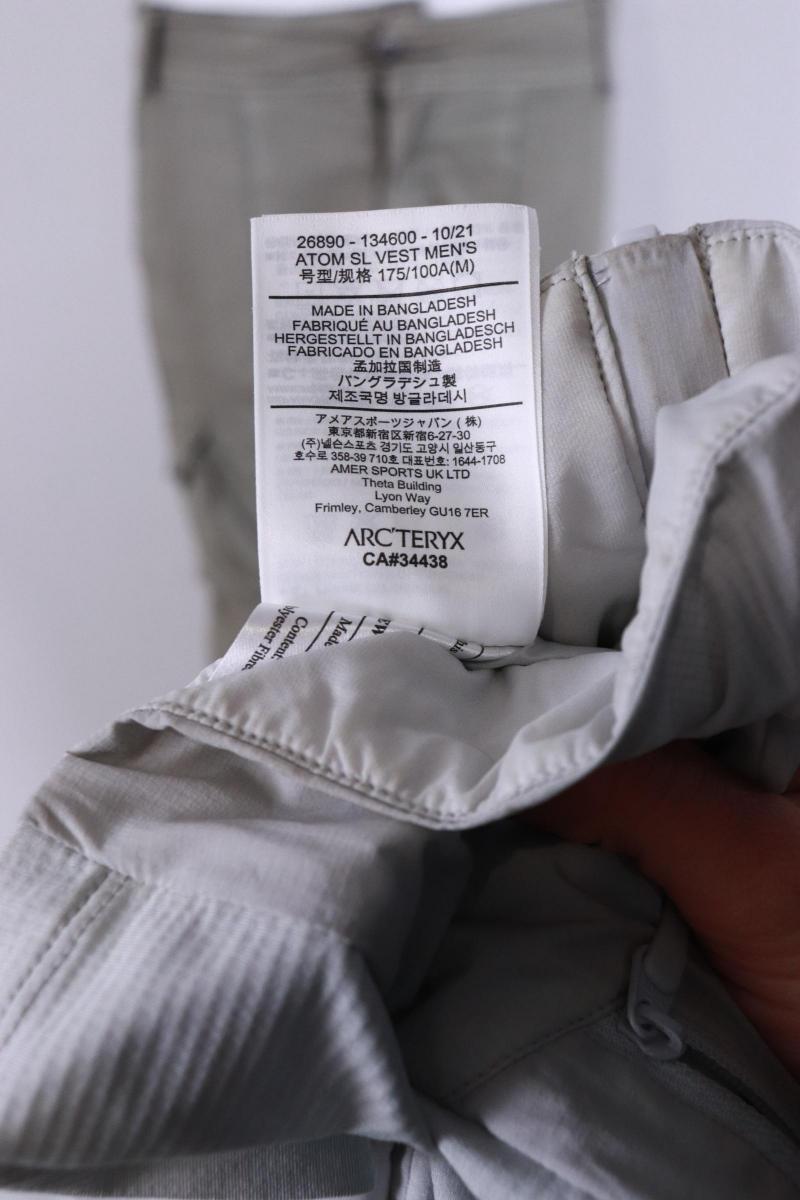 26890 - 134600 - 10/21
ATOM SL VEST MEN'S
号型/规格 175/100A(M)
MADE IN BANGLADESH
FABRIQUÉ AU BANGLADESH
HERGESTELLT IN BANGLADESCH
FABRICADO EN BANGLADESH
孟加拉国制造
バングラデシュ製
제조국명 방글라데시
アメアスポーツジャパン (株)
東京都新宿区新宿6-27-30
(주)넬슨스포츠 경기도 고양시 일산동구
호수로 358-39 710호 대표번호: 1644-1708
AMER SPORTS UK LTD
Theta Building
Lyon Way
Frimley, Camberley GU16 7ER
ARC'TERYX
CA#34438
Content: